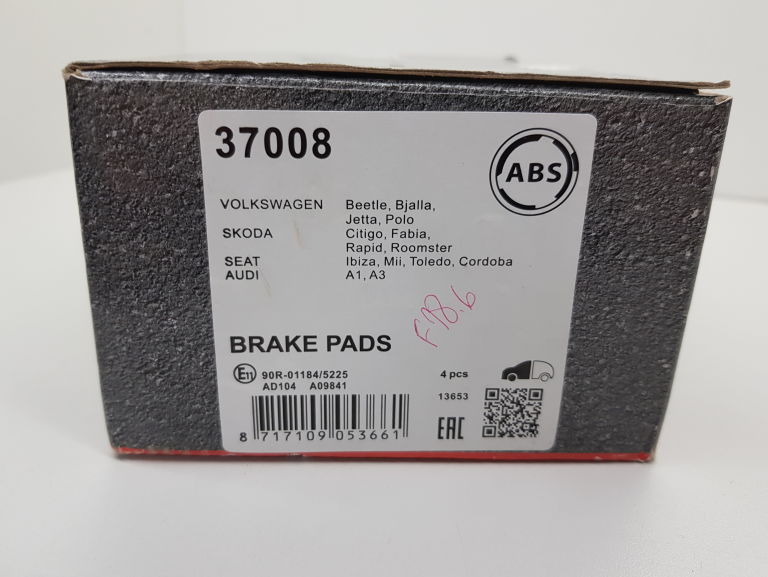 37008
ABS
VOLKSWAGEN Beetle, Bjalla,
Jetta, Polo
SKODA Citigo, Fabia,
Rapid, Roomster
SEAT Ibiza, Mii, Toledo, Cordoba
AUDI A1, A3
F18.6
BRAKE PADS
E11 90R-01184/5225 4 pcs
AD104 A09841
13653
8 717109 053661
EAC